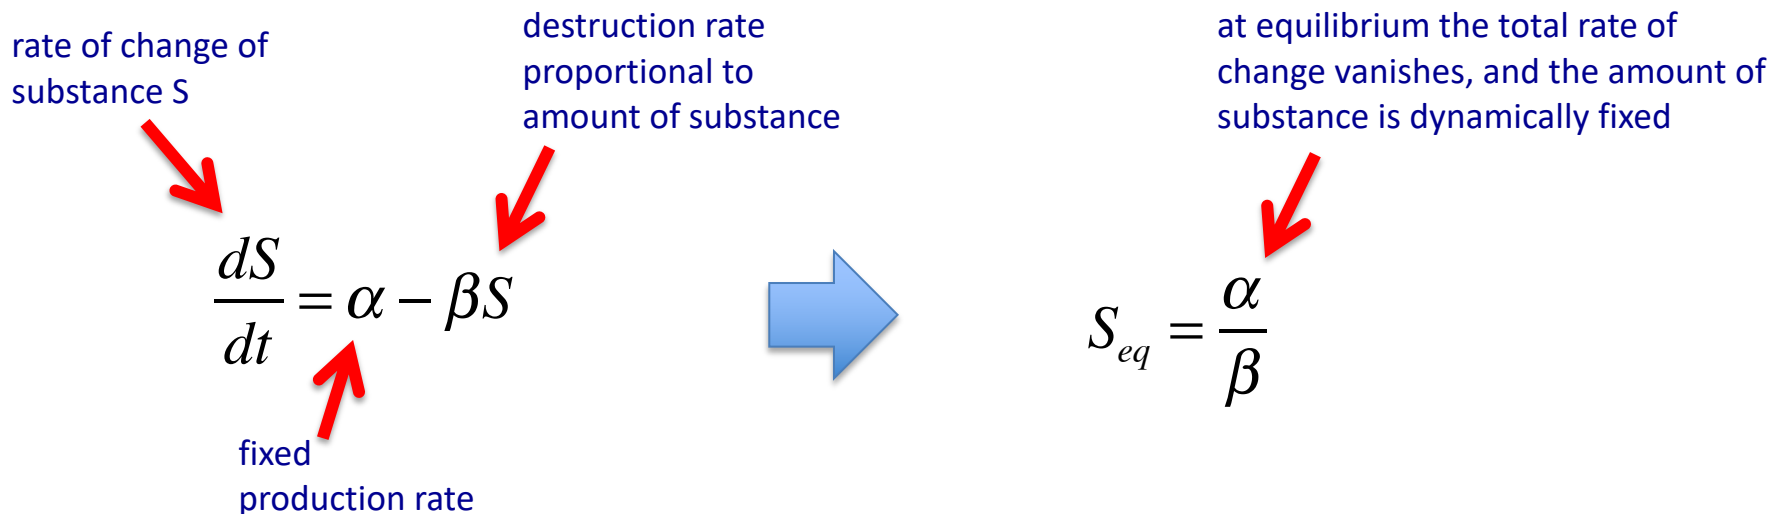 rate of change of
substance S
destruction rate
proportional to
amount of substance
at equilibrium the total rate of
change vanishes, and the amount of
substance is dynamically fixed
dS/dt = α − βS
S_eq = α/β
fixed
production rate